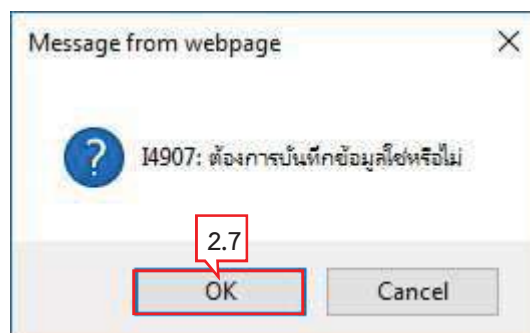 Message from webpage
I4907: ต้องการบันทึกข้อมูลใช่หรือไม่
2.7
OK
Cancel